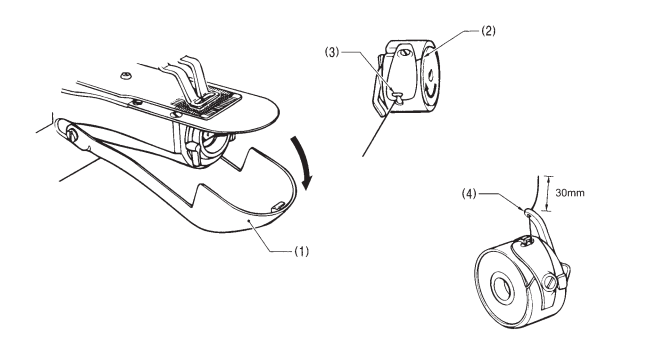 (2)
(3)
(4)
30mm
(1)